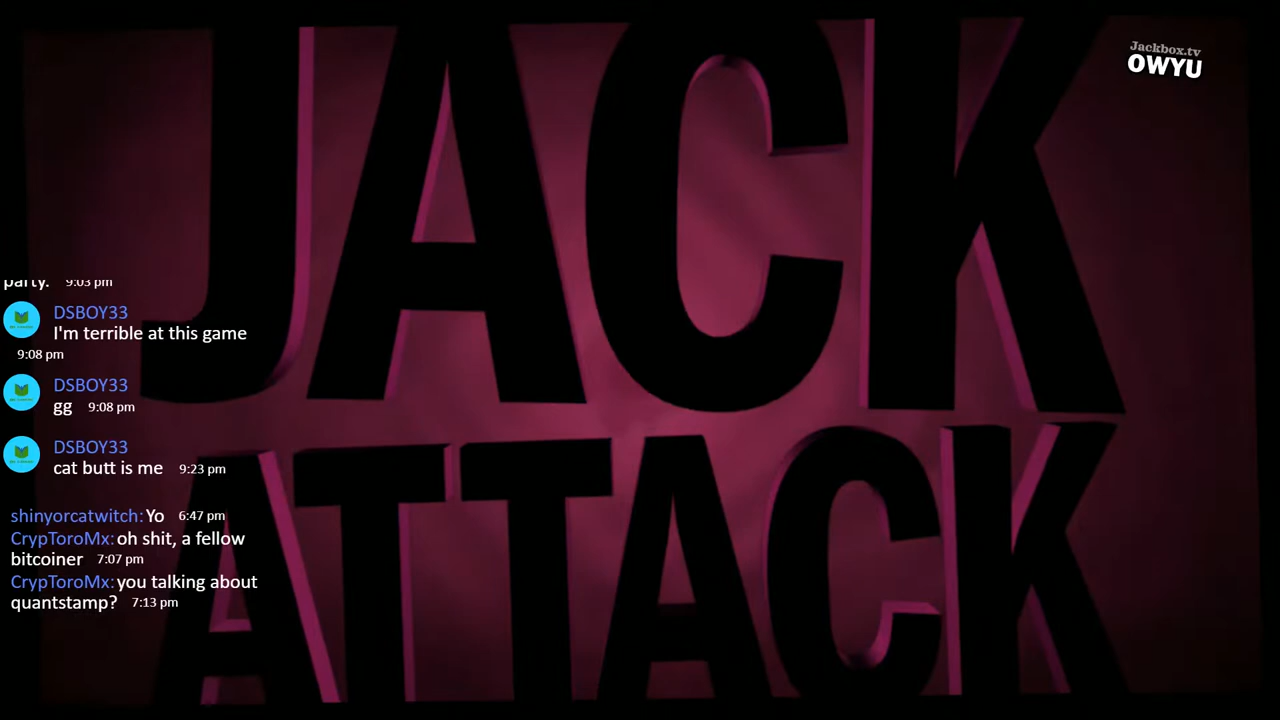 JACK
ATTACK
Jackbox.tv
OWYU
party. 9:03 pm
DSBOY33
I'm terrible at this game
9:08 pm
DSBOY33
gg 9:08 pm
DSBOY33
cat butt is me 9:23 pm
shinyorcatwitch: Yo 6:47 pm
CrypToroMx: oh shit, a fellow
bitcoiner 7:07 pm
CrypToroMx: you talking about
quantstamp? 7:13 pm